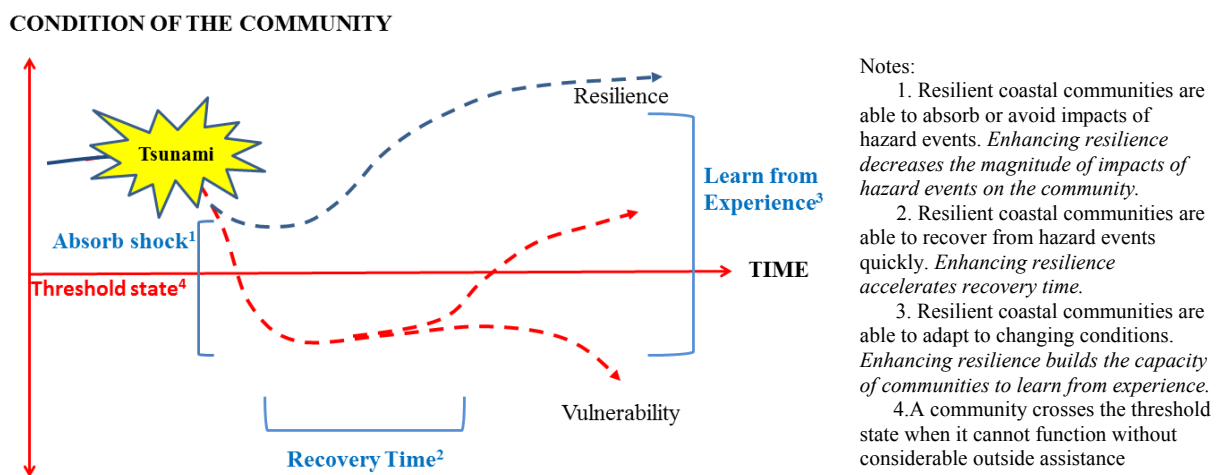 CONDITION OF THE COMMUNITY
Tsunami
Resilience
Absorb shock¹
Learn from
Experience³
TIME
Threshold state⁴
Vulnerability
Recovery Time²
Notes:
1. Resilient coastal communities are
able to absorb or avoid impacts of
hazard events. Enhancing resilience
decreases the magnitude of impacts of
hazard events on the community.
2. Resilient coastal communities are
able to recover from hazard events
quickly. Enhancing resilience
accelerates recovery time.
3. Resilient coastal communities are
able to adapt to changing conditions.
Enhancing resilience builds the capacity
of communities to learn from experience.
4.A community crosses the threshold
state when it cannot function without
considerable outside assistance